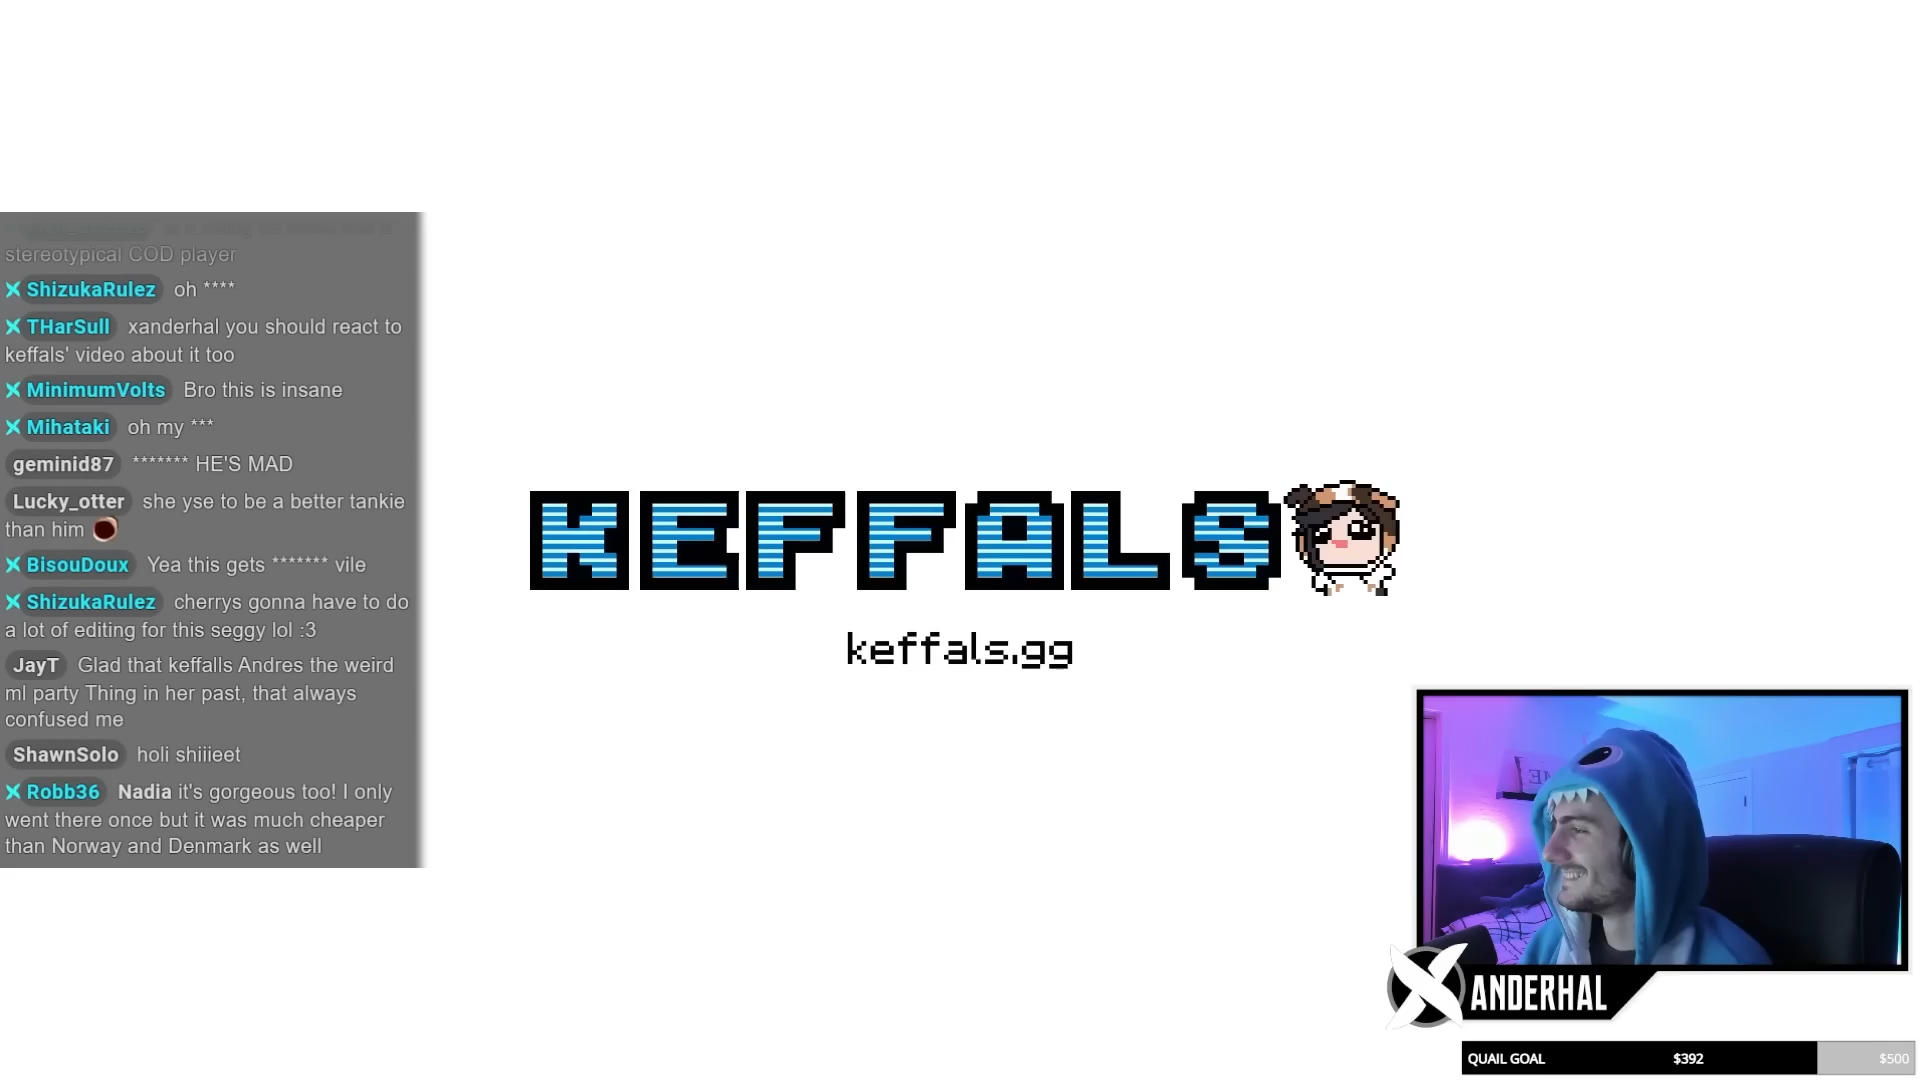 stereotypical COD player
ShizukaRulez oh ****
THarSull xanderhal you should react to
keffals' video about it too
MinimumVolts Bro this is insane
Mihataki oh my ***
geminid87 ******* HE'S MAD
Lucky_otter she yse to be a better tankie
than him
BisouDoux Yea this gets ******* vile
ShizukaRulez cherrys gonna have to do
a lot of editing for this seggy lol :3
JayT Glad that keffalls Andres the weird
ml party Thing in her past, that always
confused me
ShawnSolo holi shiiieet
Robb36 Nadia it's gorgeous too! I only
went there once but it was much cheaper
than Norway and Denmark as well
KEFFALS
keffals.gg
XANDERHAL
QUAIL GOAL $392 $500